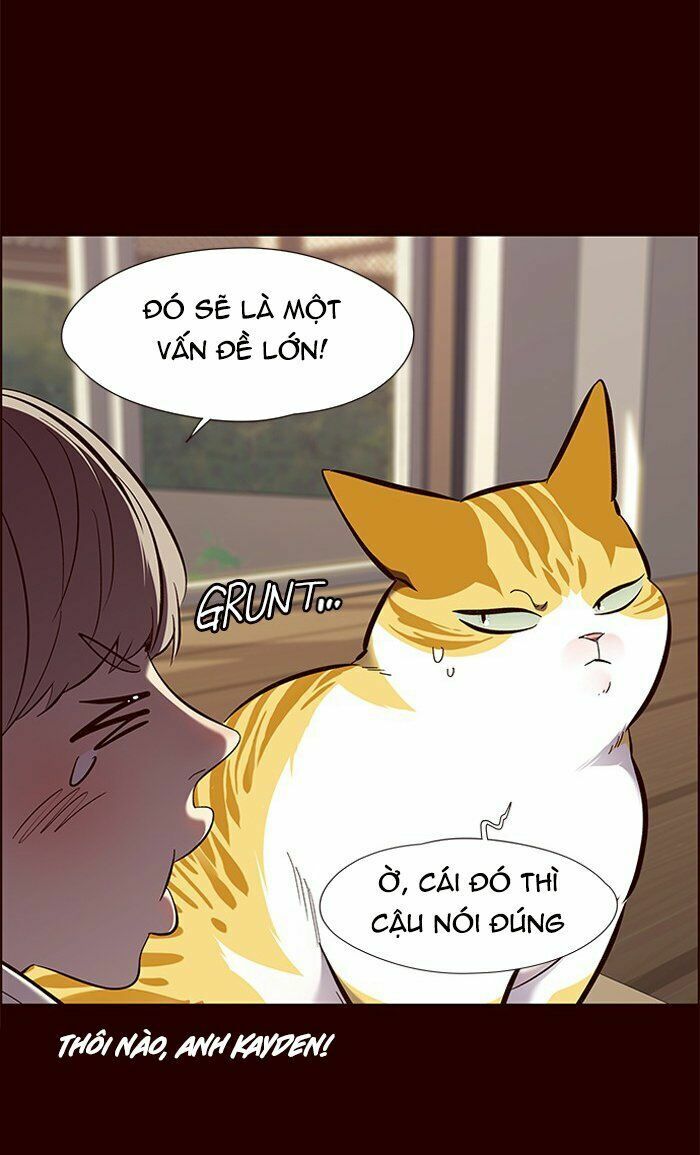 ĐÓ SẼ LÀ MỘT
VẤN ĐỀ LỚN!
GRUNT...
Ờ, CÁI ĐÓ THÌ
CẬU NÓI ĐÚNG
THÔI NÀO, ANH KAYDEN!